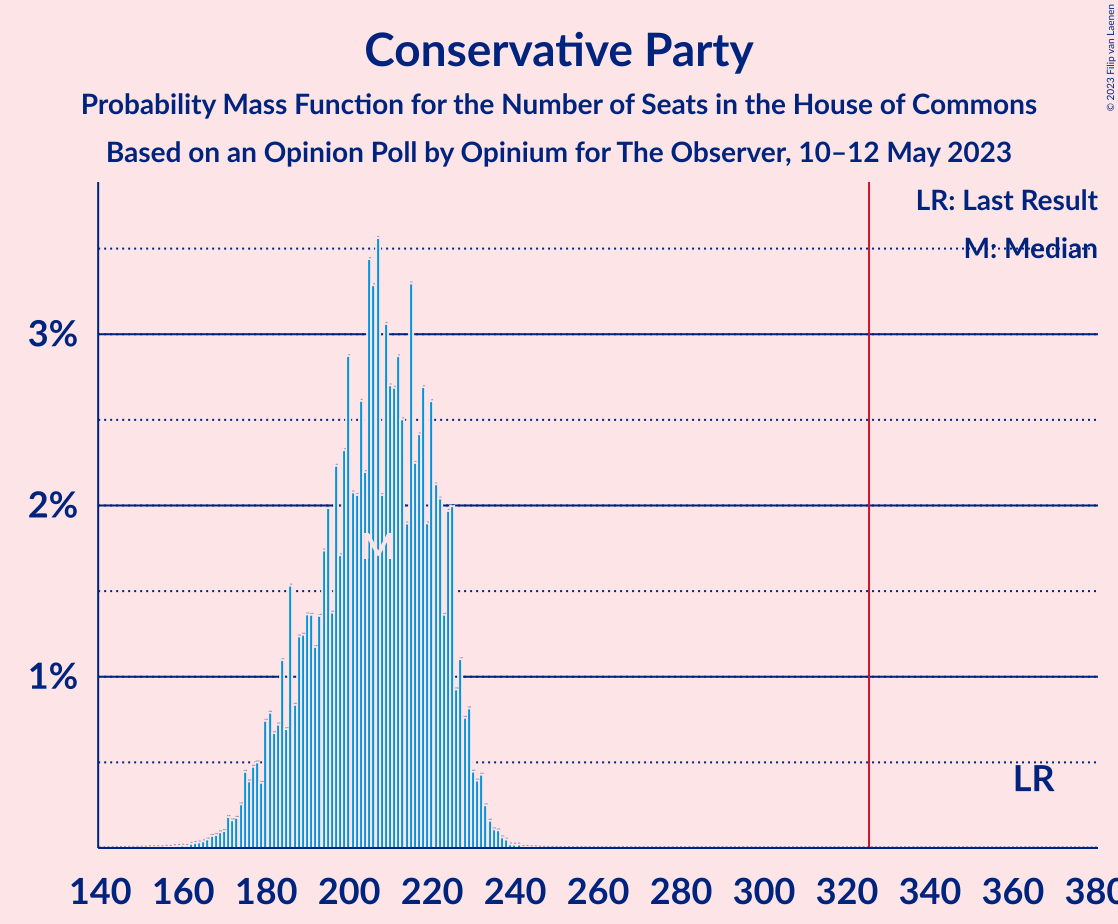 Conservative Party
Probability Mass Function for the Number of Seats in the House of Commons
Based on an Opinion Poll by Opinium for The Observer, 10–12 May 2023
© 2023 Filip van Laenen
LR: Last Result
M: Median
3%
2%
1%
M
LR
140 160 180 200 220 240 260 280 300 320 340 360 380